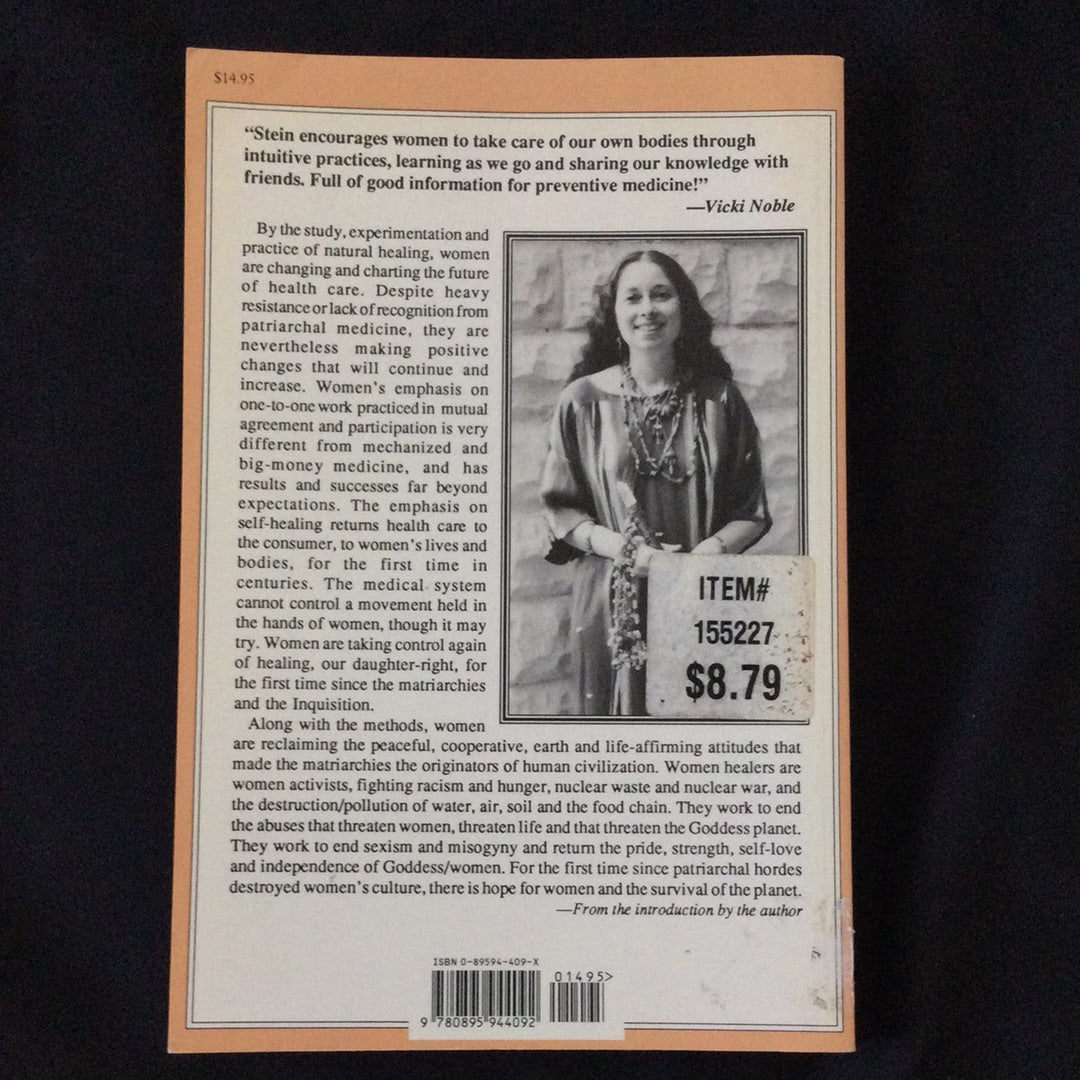 $14.95
“Stein encourages women to take care of our own bodies through
intuitive practices, learning as we go and sharing our knowledge with
friends. Full of good information for preventive medicine!”
—Vicki Noble
By the study, experimentation and
practice of natural healing, women
are changing and charting the future
of health care. Despite heavy
resistance or lack of recognition from
patriarchal medicine, they are
nevertheless making positive
changes that will continue and
increase. Women’s emphasis on
one-to-one work practiced in mutual
agreement and participation is very
different from mechanized and
big-money medicine, and has
results and successes far beyond
expectations. The emphasis on
self-healing returns health care to
the consumer, to women’s lives and
bodies, for the first time in
centuries. The medical system
cannot control a movement held in
the hands of women, though it may
try. Women are taking control again
of healing, our daughter-right, for
the first time since the matriarchies
and the Inquisition.
Along with the methods, women
are reclaiming the peaceful, cooperative, earth and life-affirming attitudes that
made the matriarchies the originators of human civilization. Women healers are
women activists, fighting racism and hunger, nuclear waste and nuclear war, and
the destruction/pollution of water, air, soil and the food chain. They work to end
the abuses that threaten women, threaten life and that threaten the Goddess planet.
They work to end sexism and misogyny and return the pride, strength, self-love
and independence of Goddess/women. For the first time since patriarchal hordes
destroyed women’s culture, there is hope for women and the survival of the planet.
—From the introduction by the author
ITEM#
155227
$8.79
ISBN 0-89594-409-X
01495>
9 780895 944092